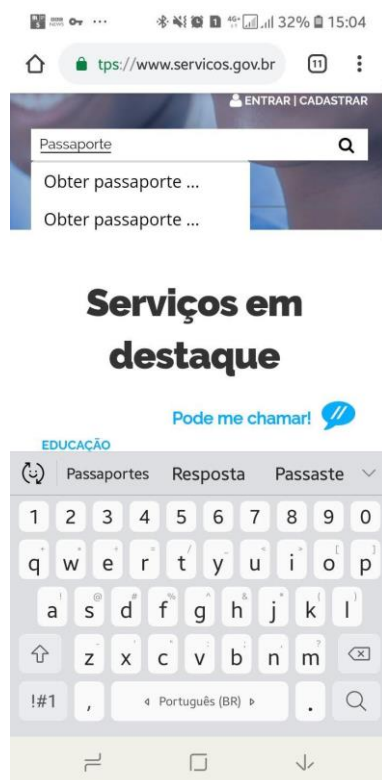 32% 15:04
tps://www.servicos.gov.br 11
ENTRAR | CADASTRAR
Passaporte
Obter passaporte ...
Obter passaporte ...
Serviços em
destaque
Pode me chamar!
EDUCAÇÃO
Passaportes Resposta Passaste
1 2 3 4 5 6 7 8 9 0
q w e r t y u i o p
a s d f g h j k l
z x c v b n m
!#1 , Português (BR) .